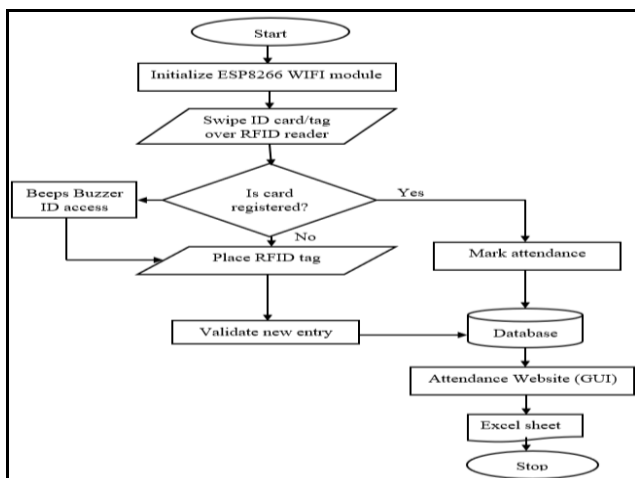 Start
Initialize ESP8266 WIFI module
Swipe ID card/tag
over RFID reader
Is card
registered?
Yes
Beeps Buzzer
ID access
No
Place RFID tag
Mark attendance
Validate new entry
Database
Attendance Website (GUI)
Excel sheet
Stop